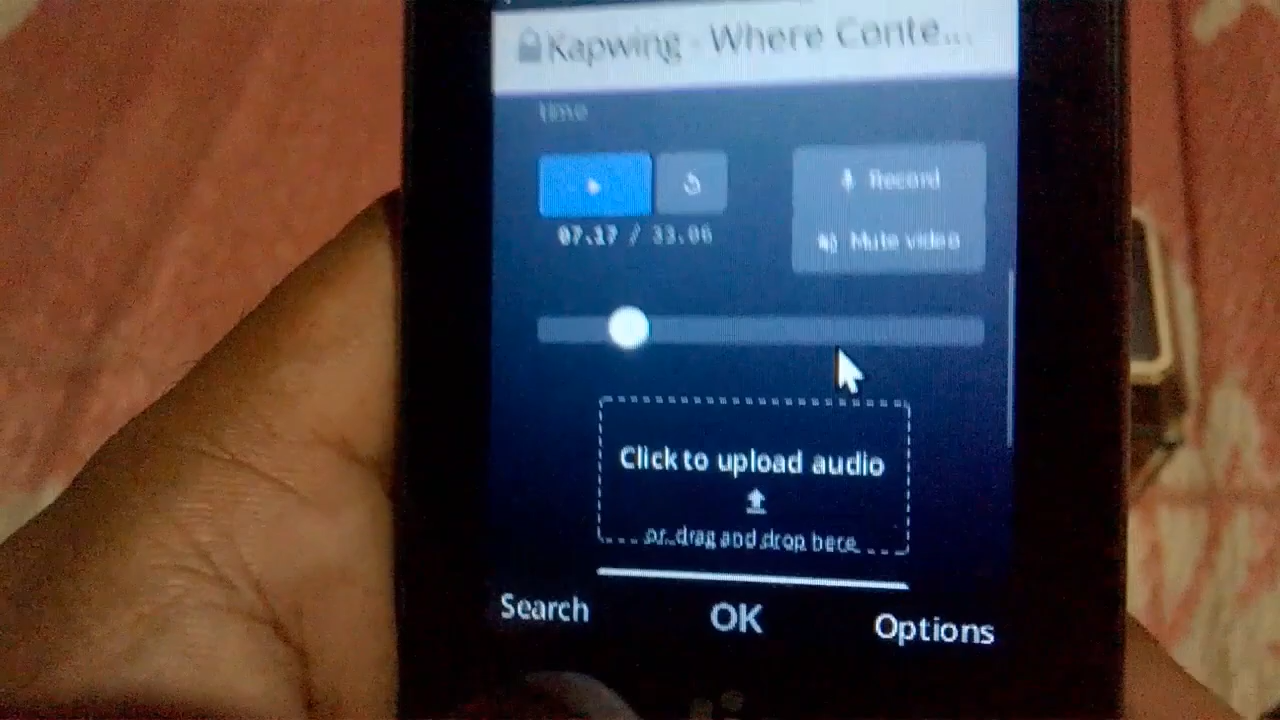 Kapwing - Where Conte...
time
Record
07.17 / 33.06
Mute video
Click to upload audio
or drag and drop here
Search
OK
Options